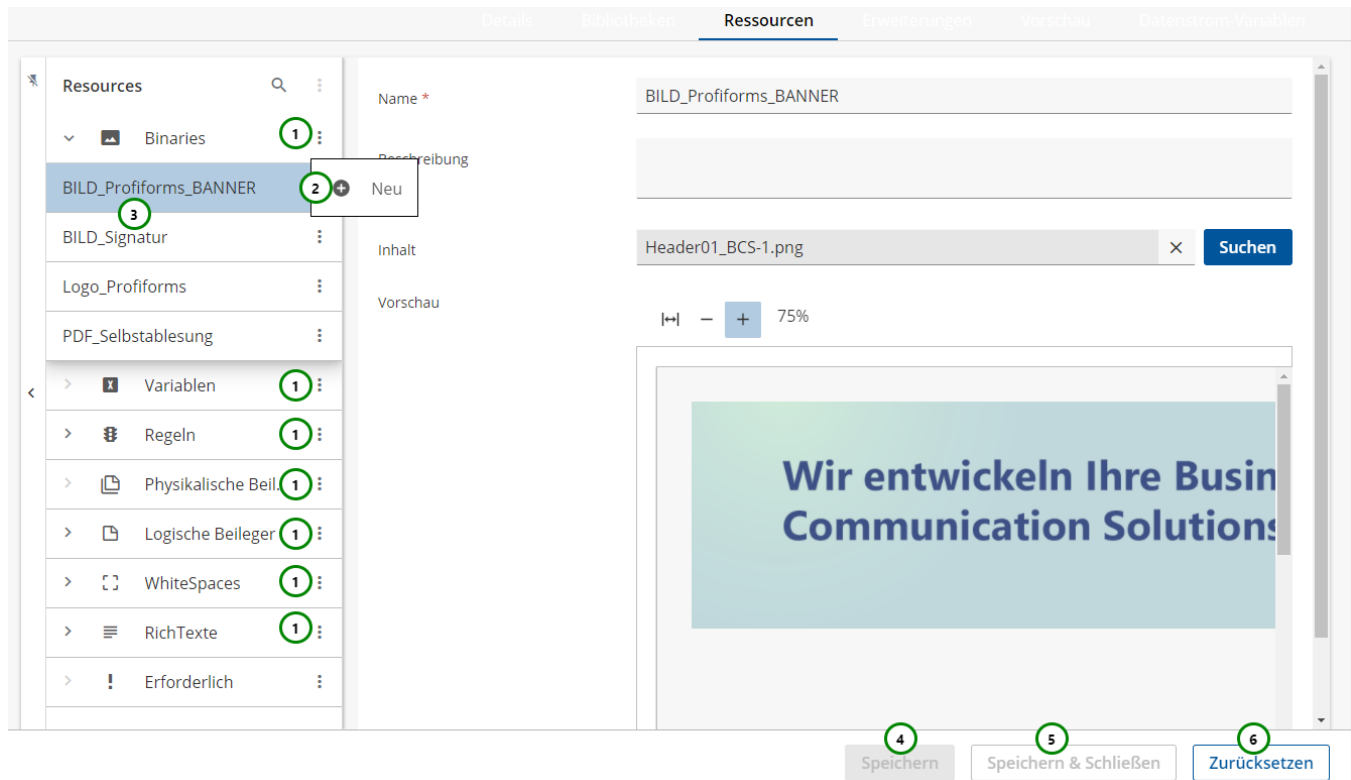 Details Bibliotheken Ressourcen Erweiterungen Vorschau Datenstrom-Variablen
Resources
Binaries 1
BILD_Profiforms_BANNER 2 Neu
3
BILD_Signatur
Logo_Profiforms
PDF_Selbstablesung
Variablen 1
Regeln 1
Physikalische Beil. 1
Logische Beileger 1
WhiteSpaces 1
RichTexte 1
Erforderlich
Name * BILD_Profiforms_BANNER
Beschreibung
Inhalt Header01_BCS-1.png Suchen
Vorschau
75%
Wir entwickeln Ihre Busin
Communication Solutions
4 5 6
Speichern Speichern & Schließen Zurücksetzen